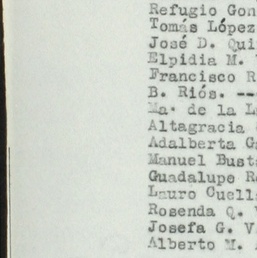 Refugio Gon
Tomás López
José D. Qui
Elpidia M.
Francisco R
B. Riós. --
Ma. de la L
Altagracia
Adalberta G
Manuel Bust
Guadalupe R
Lauro Cuell
Rosenda Q. V
Josefa G. V
Alberto M.